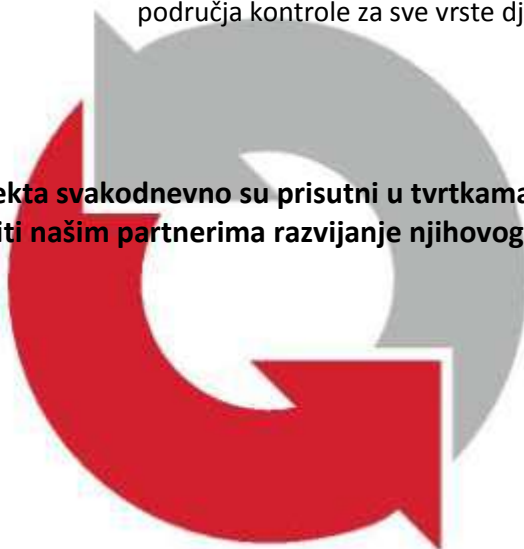 područja kontrole za sve vrste dj
ekta svakodnevno su prisutni u tvrtkama
iti našim partnerima razvijanje njihovog